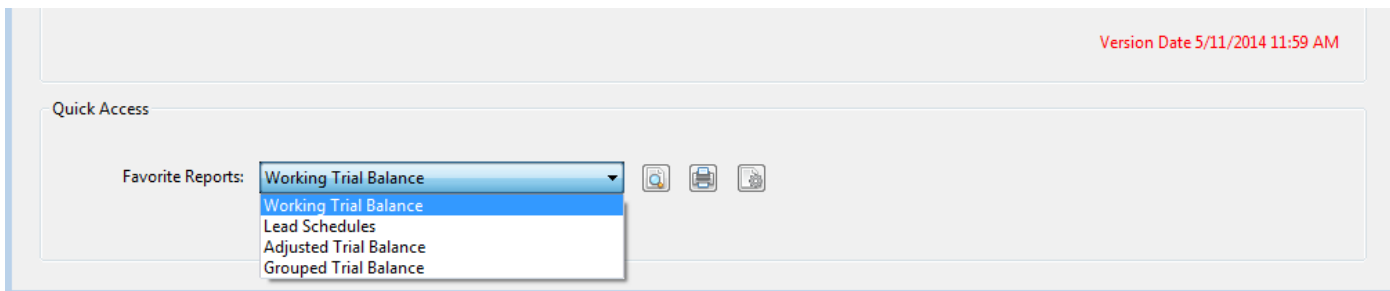 Version Date 5/11/2014 11:59 AM
Quick Access
Favorite Reports: Working Trial Balance
Working Trial Balance
Lead Schedules
Adjusted Trial Balance
Grouped Trial Balance